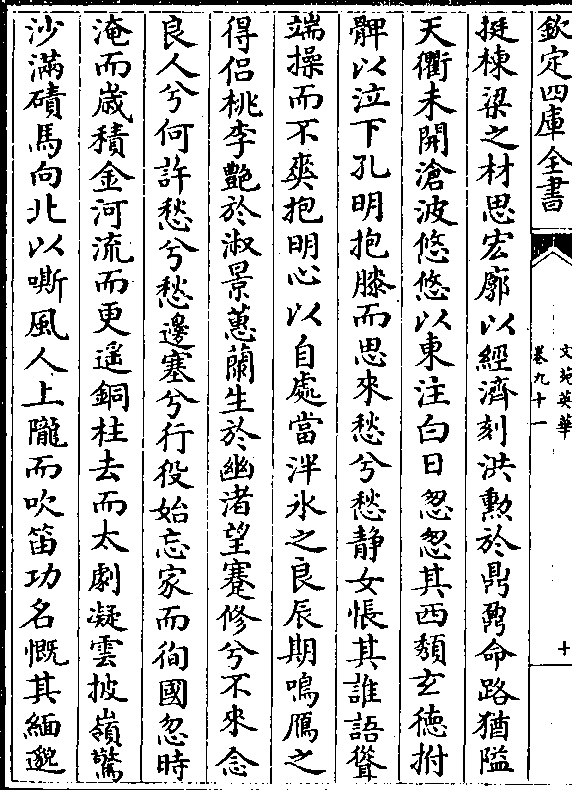 欽定四庫全書
文苑英華
卷九十一
十
挺棟梁之材思宏廓以經濟刻洪勲於鼎鼐命路猶隘
天衢未開滄波悠悠以東注白日忽忽其西頹玄徳拊
髀以泣下孔明抱膝而思來愁兮愁靜女悵其誰語聳
端操而不爽抱明心以自處當泮氷之良辰期鳴鴈之
得侣桃李艷於淑景蕙蘭生於幽渚望蹇修兮不來念
良人兮何許愁兮愁邊塞兮行役始忘家而徇國忽時
淹而嵗積金河流而更遥銅柱去而太劇凝雲披嶺驚
沙滿磧馬向北以嘶風人上隴而吹笛功名慨其緬邈